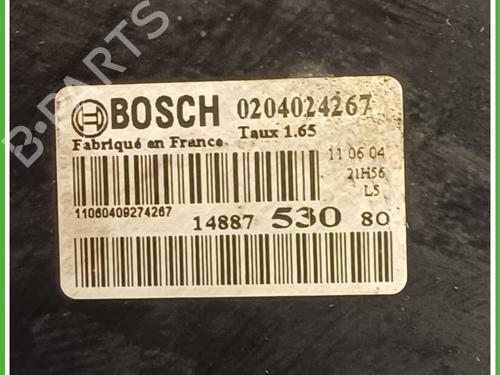 B-PARTS
BOSCH 0204024267
Fabriqué en France Taux 1.65
11 06 04
21H56
L5
11060409274267
14887 530 80